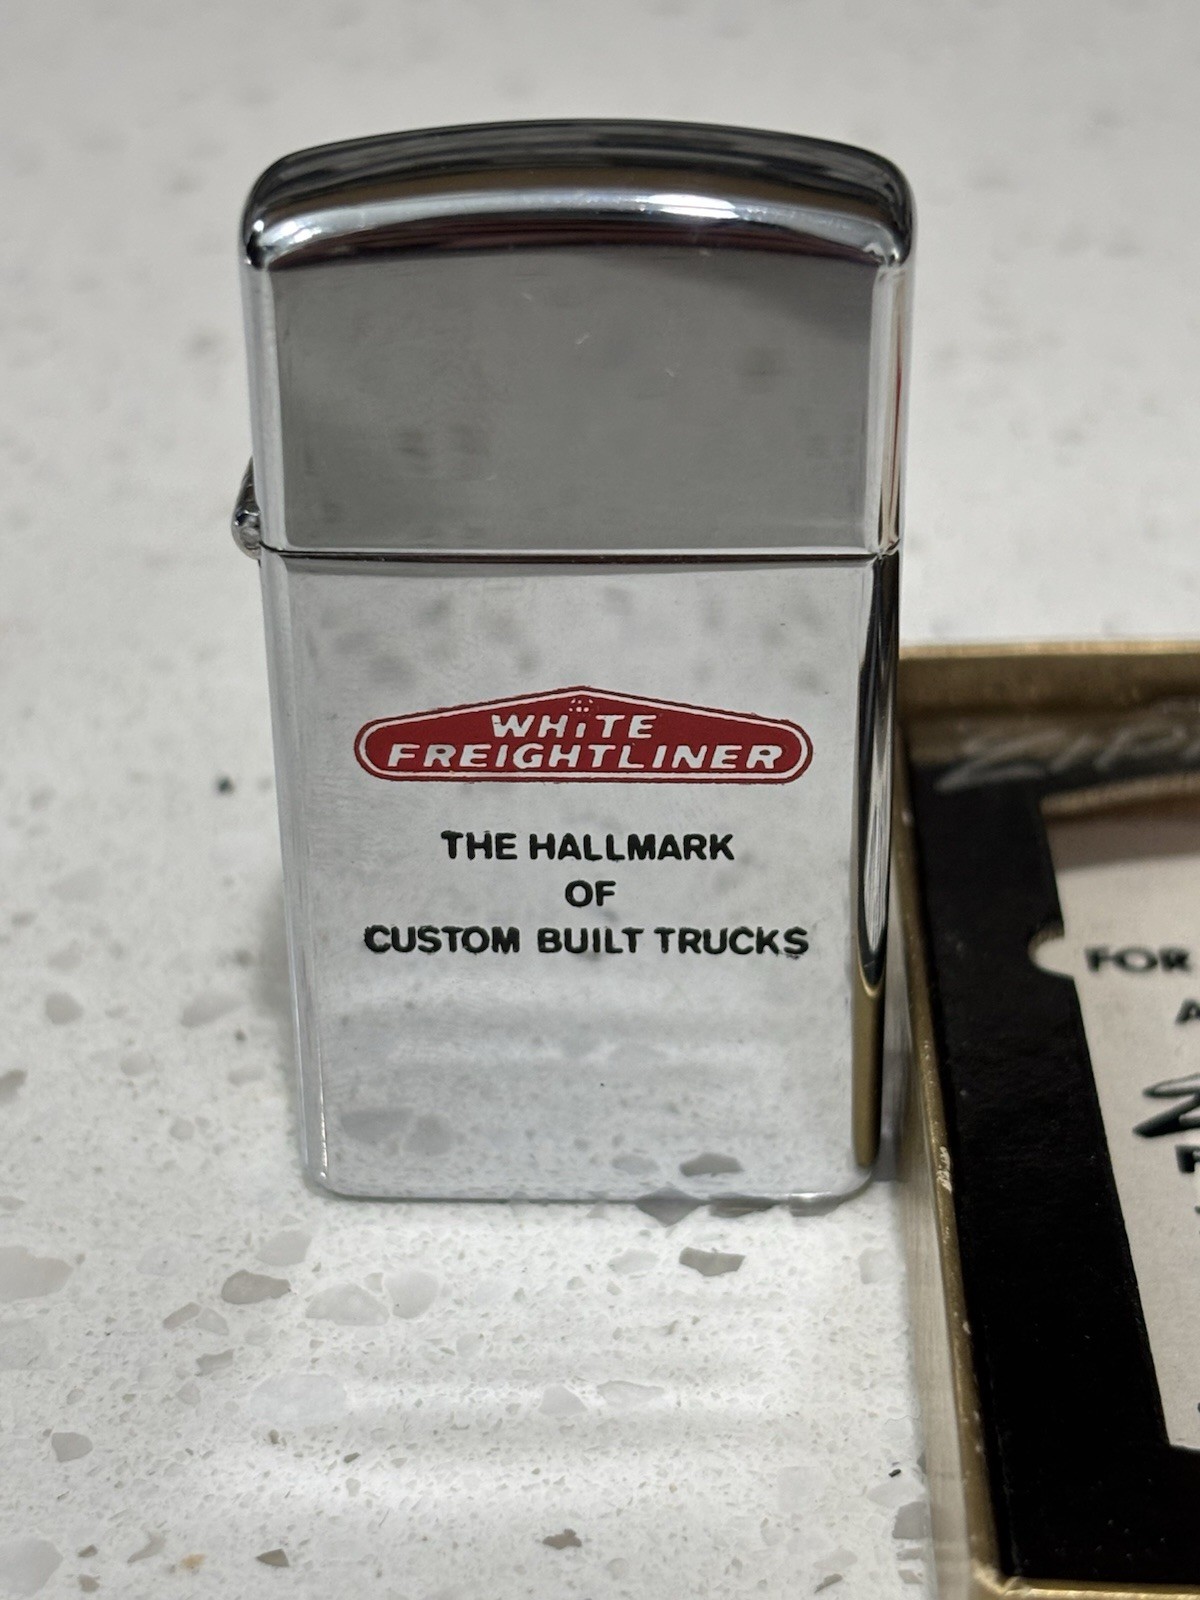 WHiTE
FREIGHTLINER
THE HALLMARK
OF
CUSTOM BUILT TRUCKS
FOR